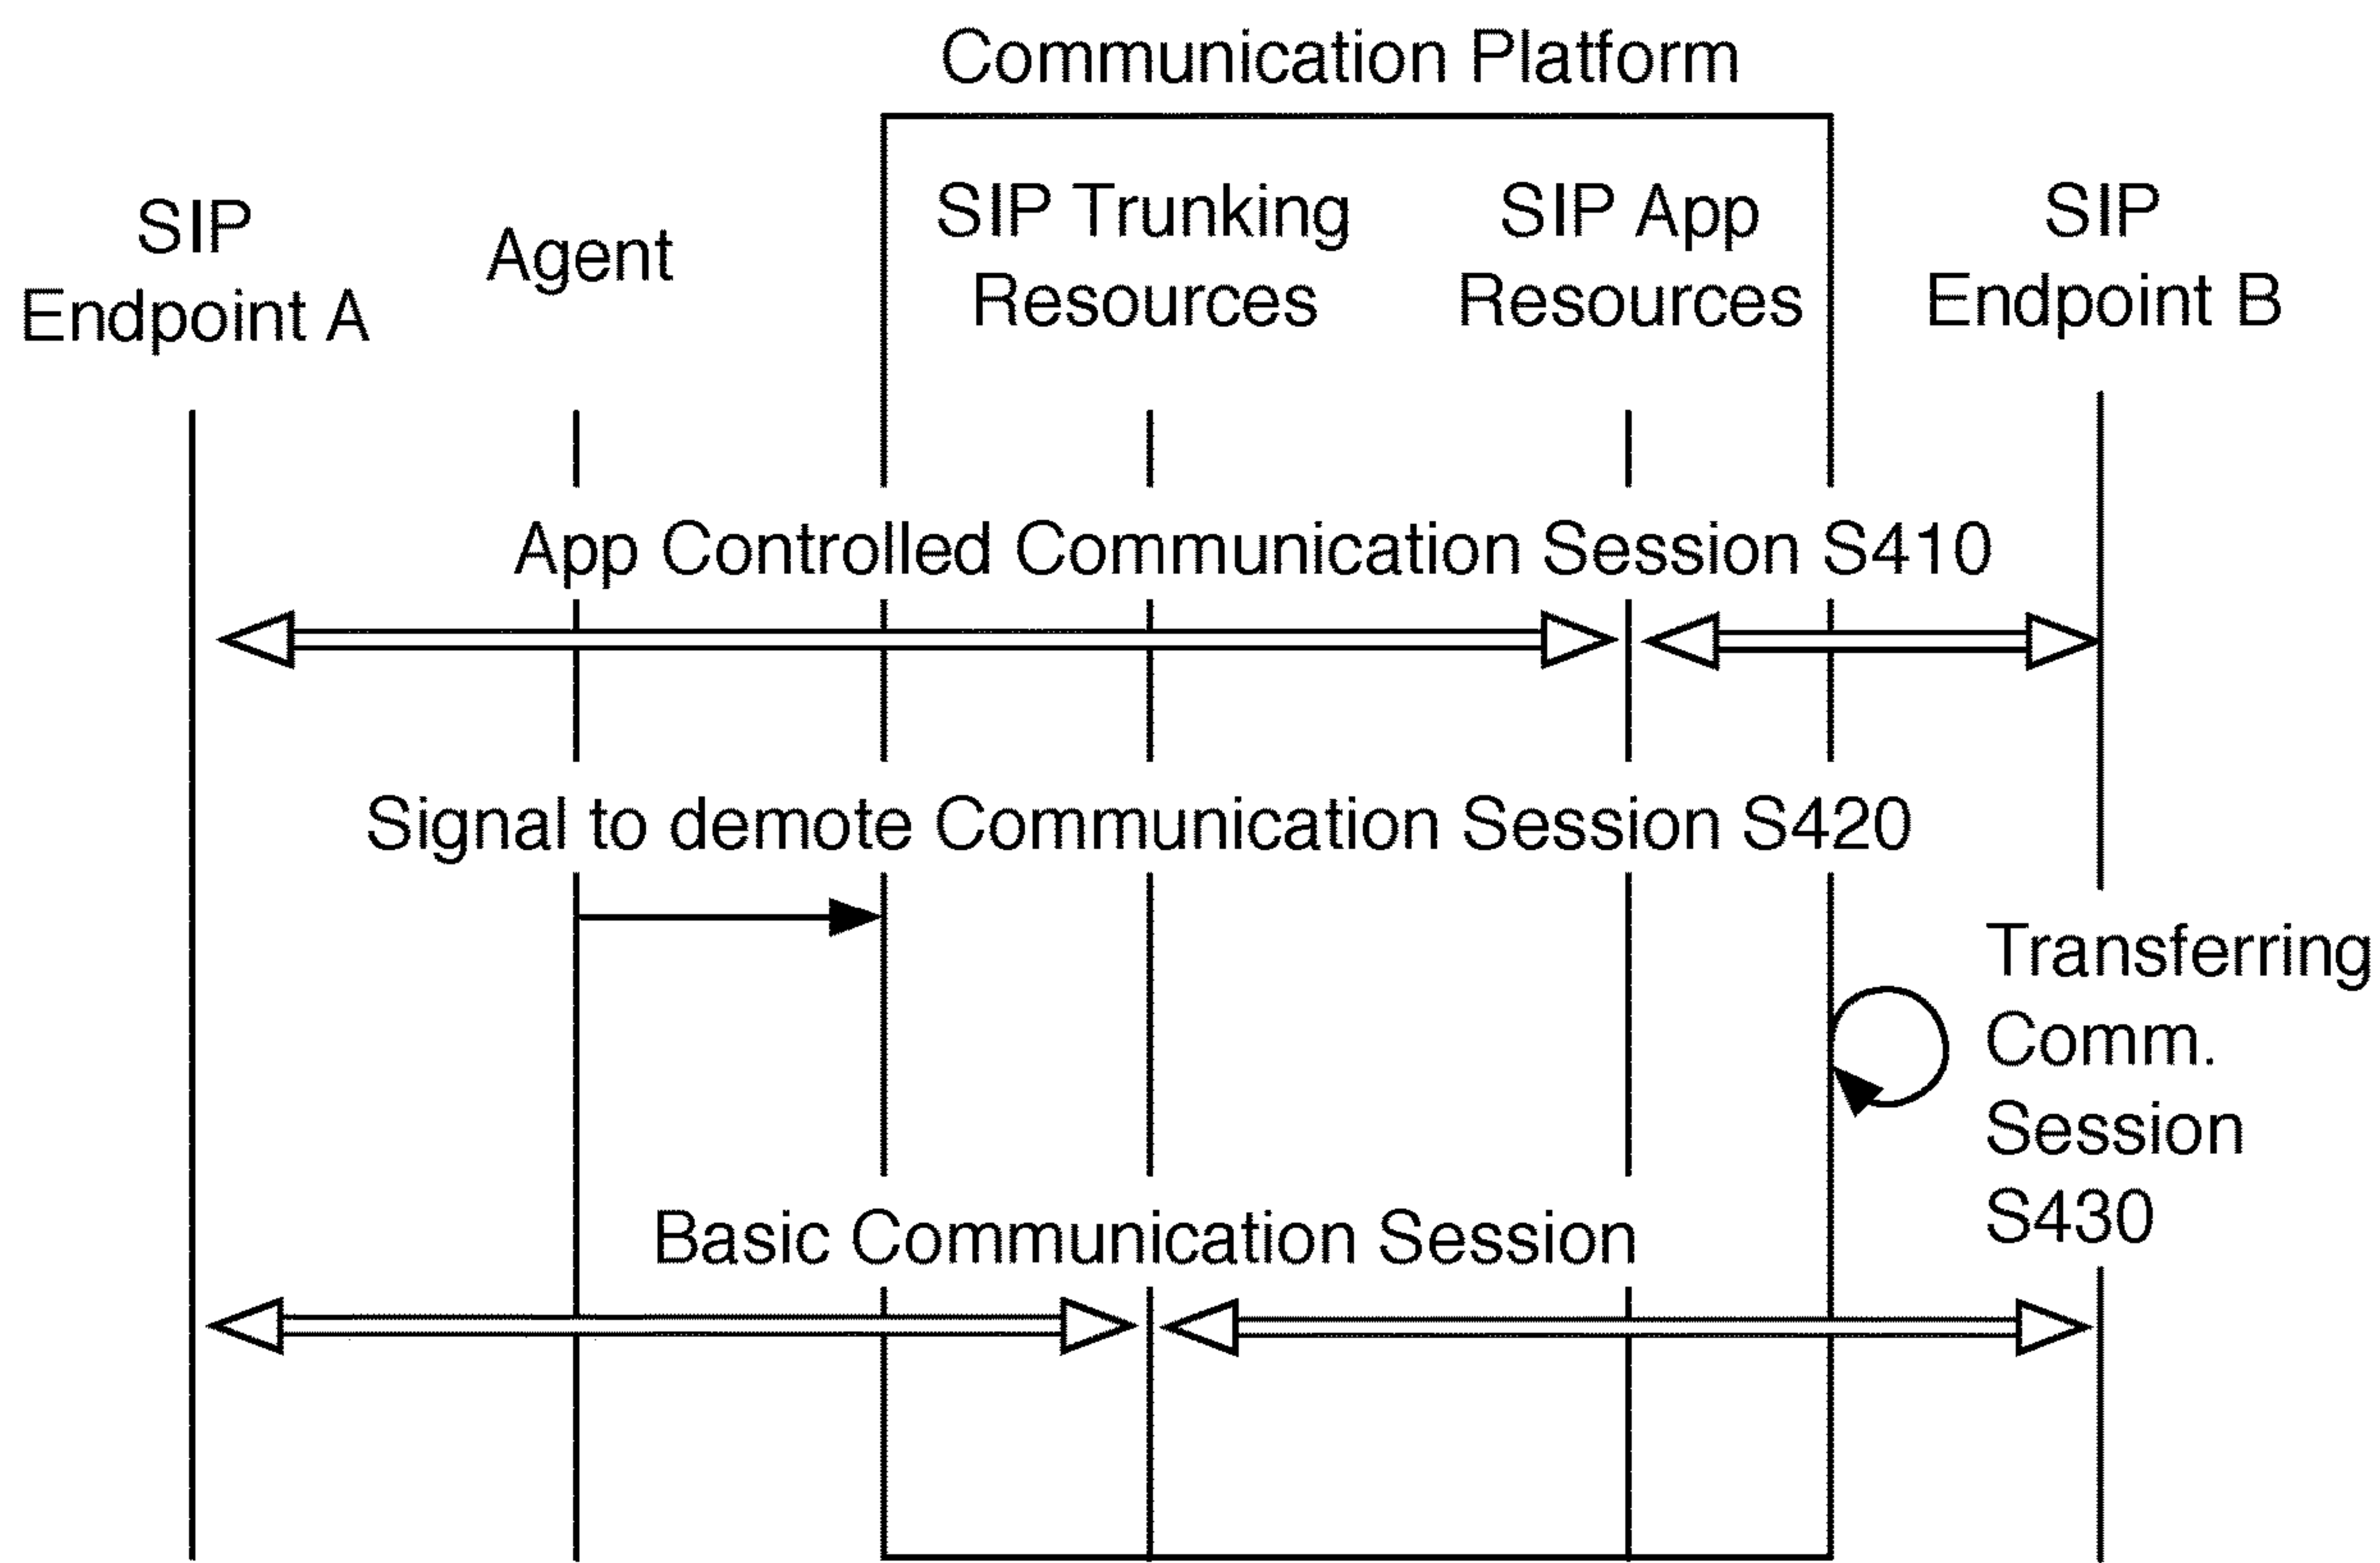 Communication Platform
SIP
Endpoint A
Agent
SIP Trunking
Resources
SIP App
Resources
SIP
Endpoint B
App Controlled Communication Session S410
Signal to demote Communication Session S420
Transferring
Comm.
Session
S430
Basic Communication Session